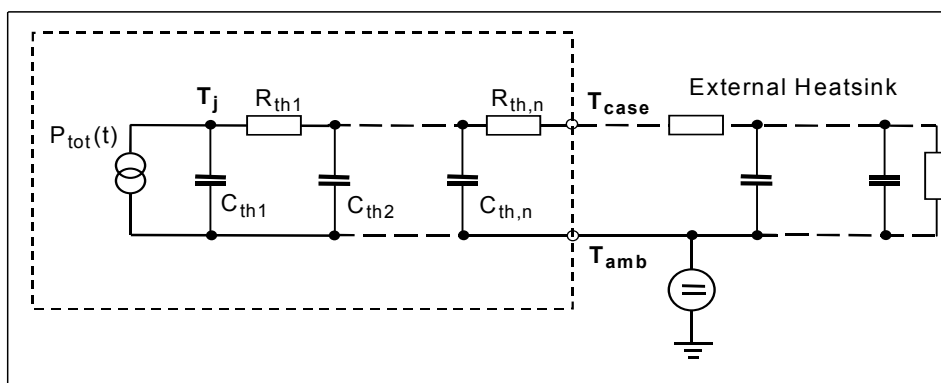 External Heatsink
T_j
R_th1
R_th,n
T_case
P_tot(t)
C_th1
C_th2
C_th,n
T_amb